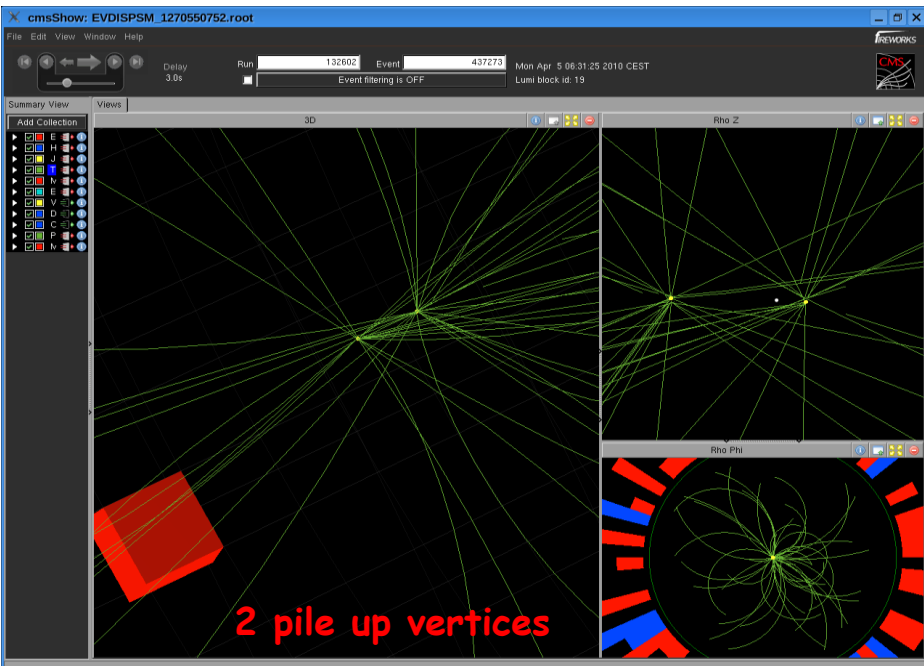 cmsShow: EVDISPSM_1270550752.root
File Edit View Window Help
FIREWORKS
Delay
3.0s
Run 132602 Event 437273
Event filtering is OFF
Mon Apr 5 06:31:25 2010 CEST
Lumi block id: 19
CMS
Summary View
Views
Add Collection
3D
Rho Z
E
H
J
T
E
V
D
C
P
Rho Phi
2 pile up vertices